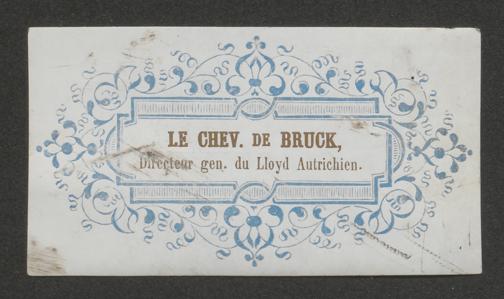 LE CHEV. DE BRUCK,
Directeur gen. du Lloyd Autrichien.